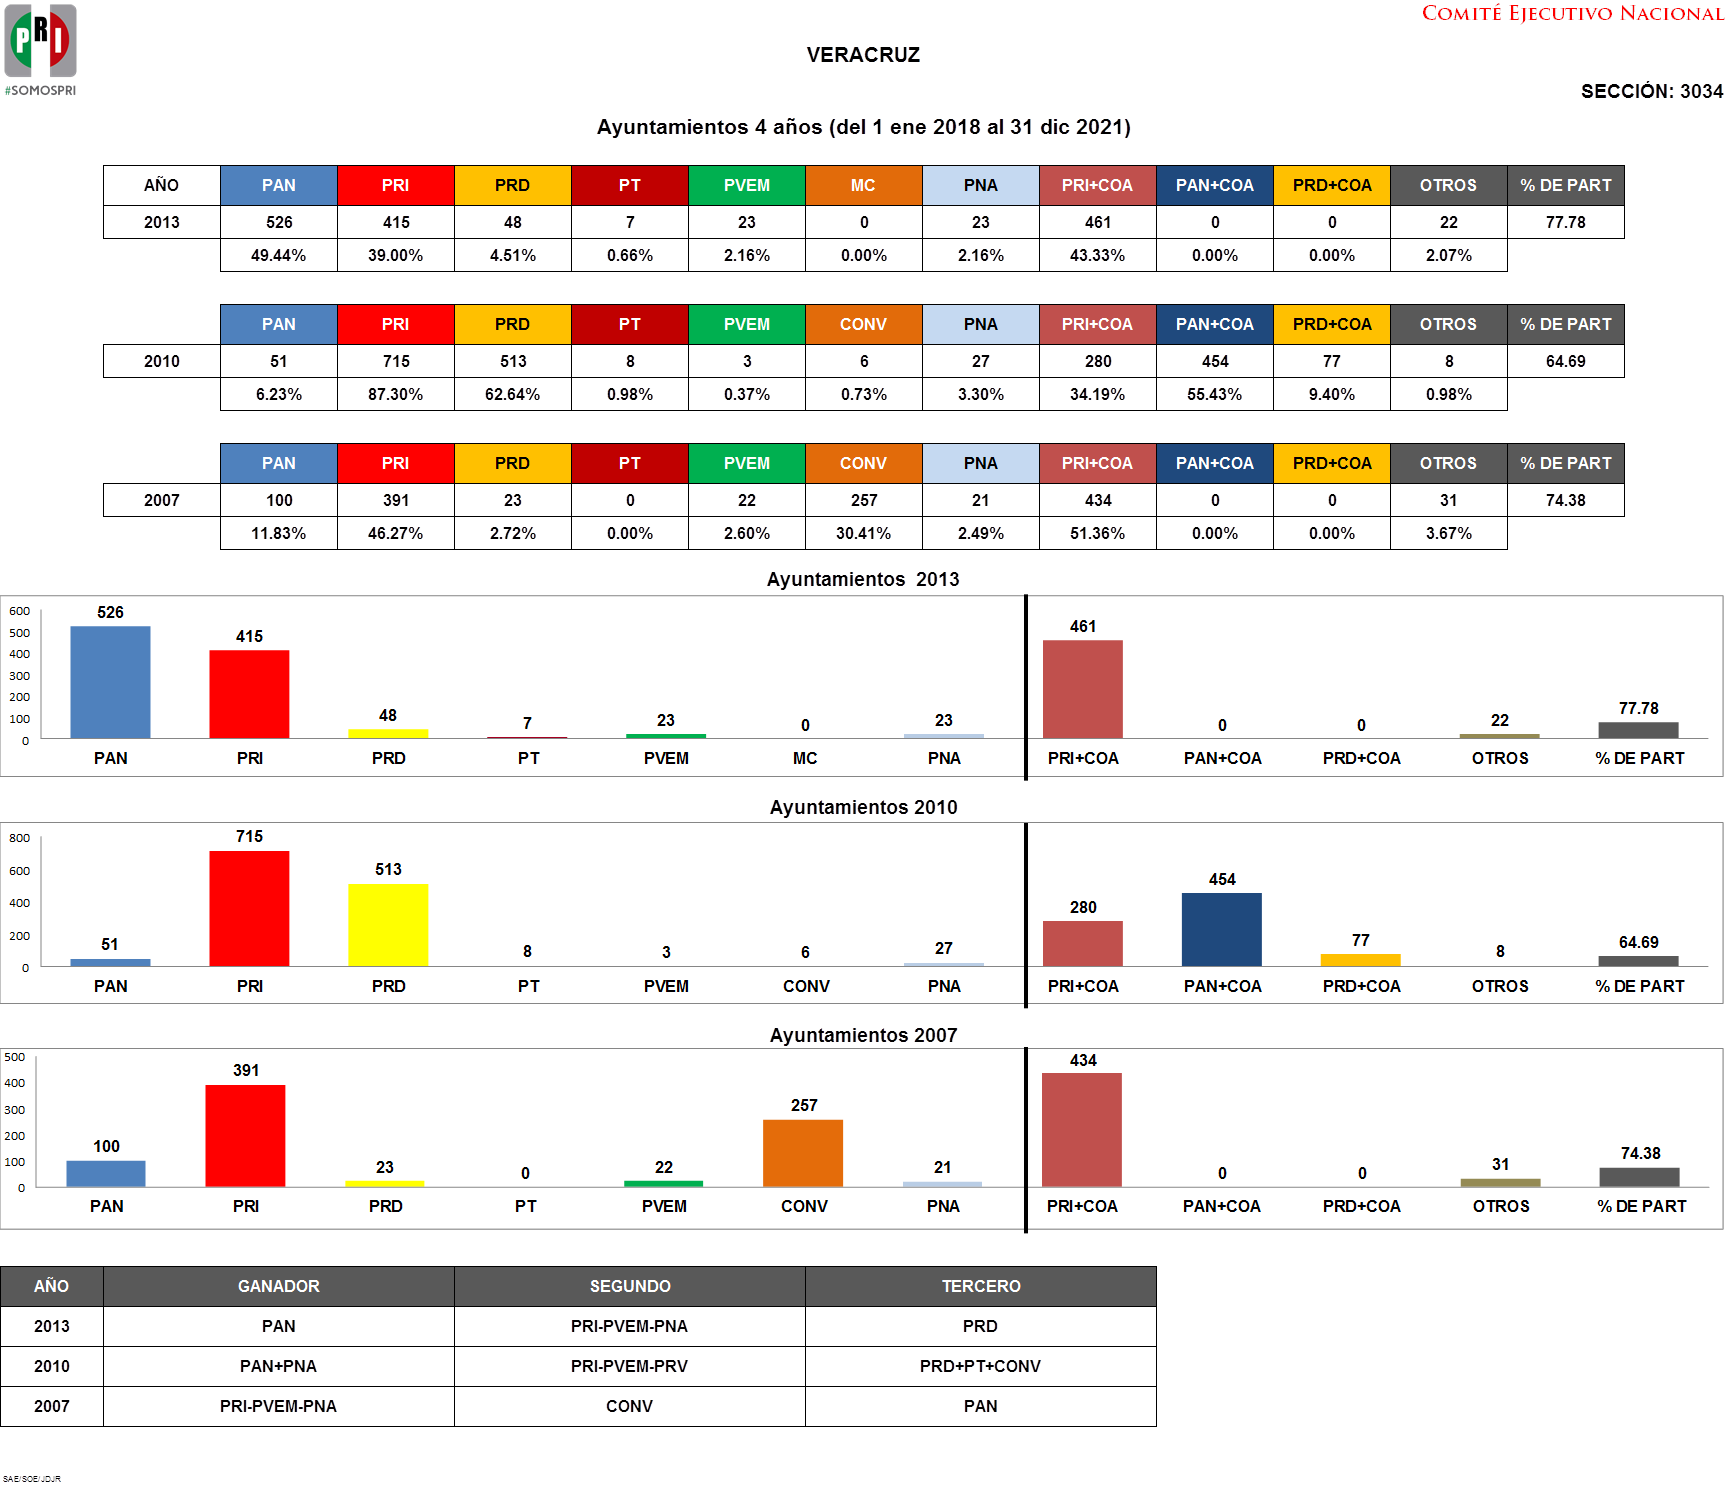 PRI
#SOMOSPRI
COMITÉ EJECUTIVO NACIONAL
VERACRUZ
SECCIÓN: 3034
Ayuntamientos 4 años (del 1 ene 2018 al 31 dic 2021)
AÑO PAN PRI PRD PT PVEM MC PNA PRI+COA PAN+COA PRD+COA OTROS % DE PART
2013 526 415 48 7 23 0 23 461 0 0 22 77.78
49.44% 39.00% 4.51% 0.66% 2.16% 0.00% 2.16% 43.33% 0.00% 0.00% 2.07%
PAN PRI PRD PT PVEM CONV PNA PRI+COA PAN+COA PRD+COA OTROS % DE PART
2010 51 715 513 8 3 6 27 280 454 77 8 64.69
6.23% 87.30% 62.64% 0.98% 0.37% 0.73% 3.30% 34.19% 55.43% 9.40% 0.98%
PAN PRI PRD PT PVEM CONV PNA PRI+COA PAN+COA PRD+COA OTROS % DE PART
2007 100 391 23 0 22 257 21 434 0 0 31 74.38
11.83% 46.27% 2.72% 0.00% 2.60% 30.41% 2.49% 51.36% 0.00% 0.00% 3.67%
Ayuntamientos 2013
600
500
400
300
200
100
0
526 415 48 7 23 0 23 461 0 0 22 77.78
PAN PRI PRD PT PVEM MC PNA PRI+COA PAN+COA PRD+COA OTROS % DE PART
Ayuntamientos 2010
800
600
400
200
0
51 715 513 8 3 6 27 280 454 77 8 64.69
PAN PRI PRD PT PVEM CONV PNA PRI+COA PAN+COA PRD+COA OTROS % DE PART
Ayuntamientos 2007
500
400
300
200
100
0
100 391 23 0 22 257 21 434 0 0 31 74.38
PAN PRI PRD PT PVEM CONV PNA PRI+COA PAN+COA PRD+COA OTROS % DE PART
AÑO GANADOR SEGUNDO TERCERO
2013 PAN PRI-PVEM-PNA PRD
2010 PAN+PNA PRI-PVEM-PRV PRD+PT+CONV
2007 PRI-PVEM-PNA CONV PAN
SAE/SOE/JDJR